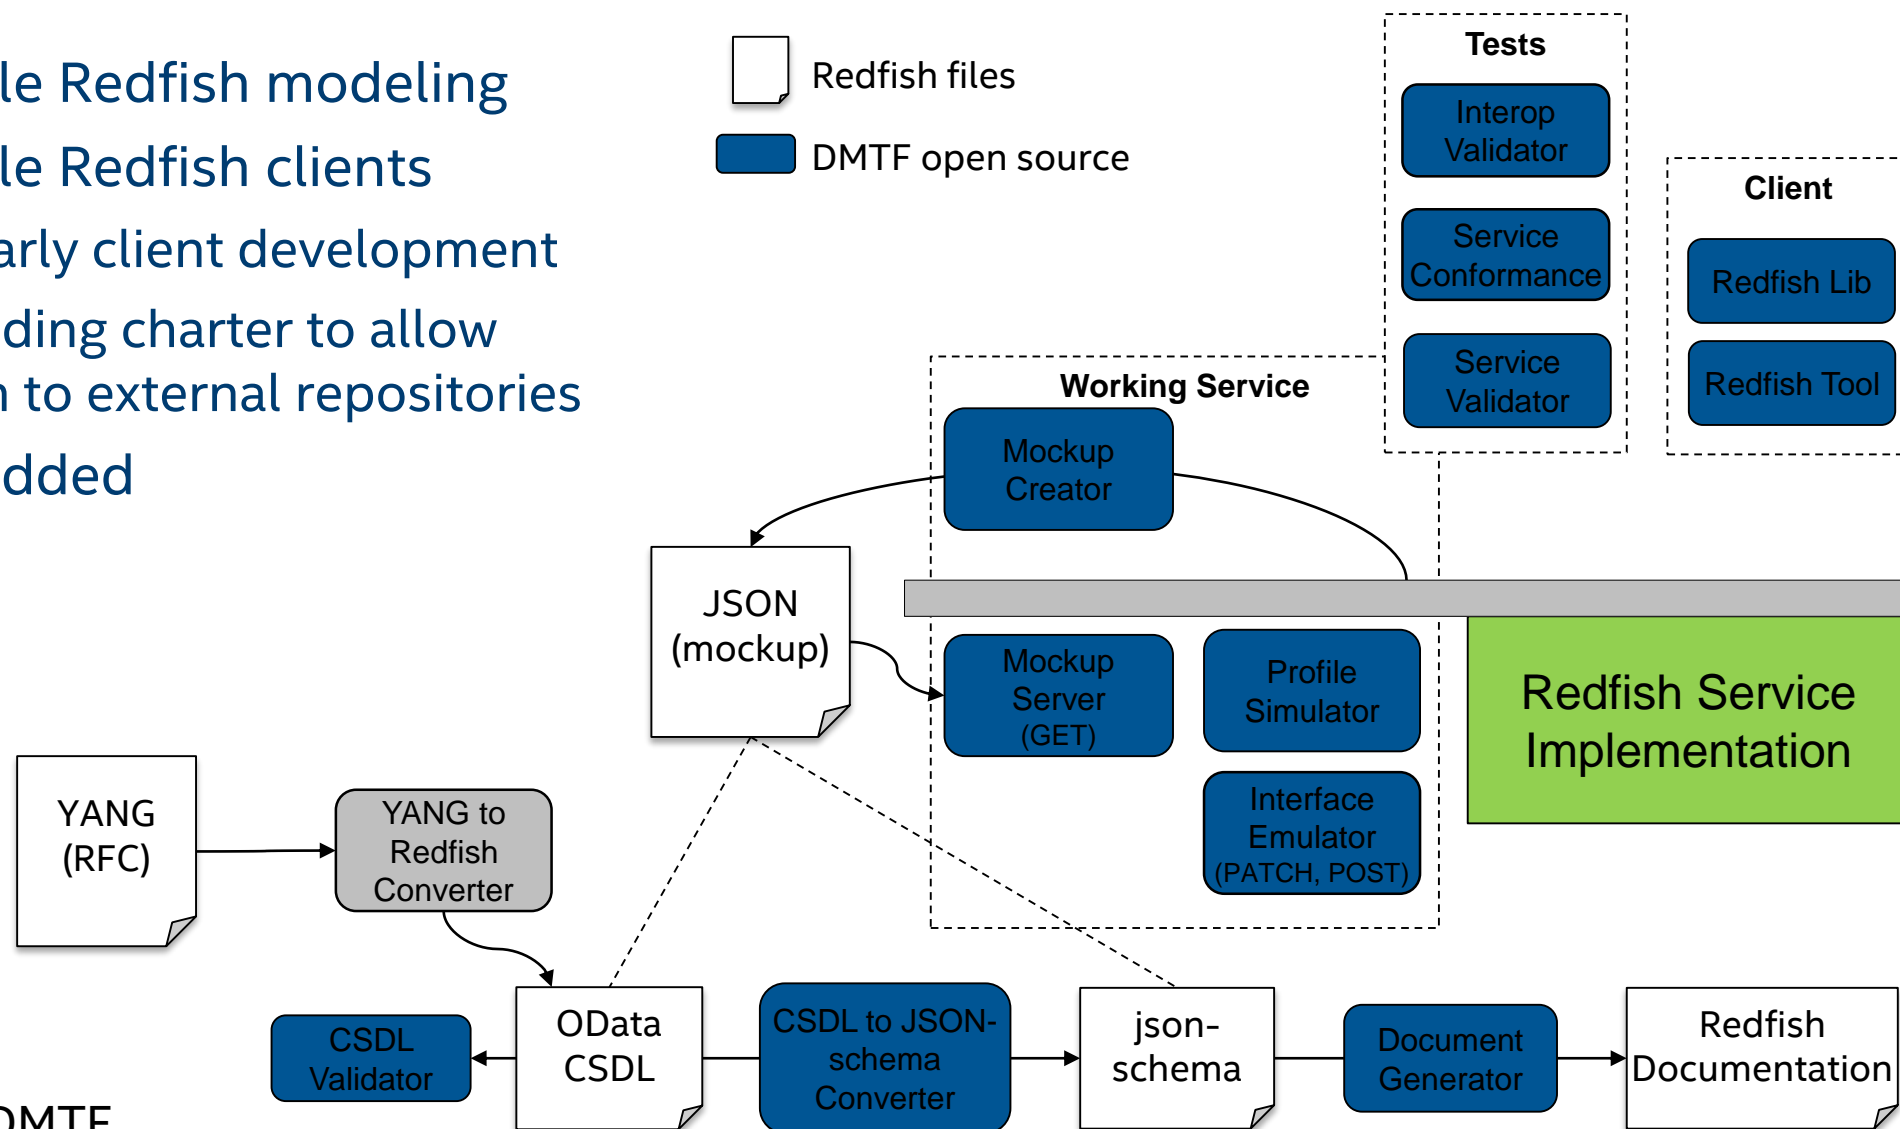 le Redfish modeling
le Redfish clients
arly client development
ding charter to allow
n to external repositories
dded
Redfish files
DMTF open source
Tests
Interop
Validator
Service
Conformance
Service
Validator
Client
Redfish Lib
Redfish Tool
Working Service
Mockup
Creator
JSON
(mockup)
Mockup
Server
(GET)
Profile
Simulator
Interface
Emulator
(PATCH, POST)
Redfish Service
Implementation
YANG
(RFC)
YANG to
Redfish
Converter
CSDL
Validator
OData
CSDL
CSDL to JSON-
schema
Converter
json-
schema
Document
Generator
Redfish
Documentation
DMTF